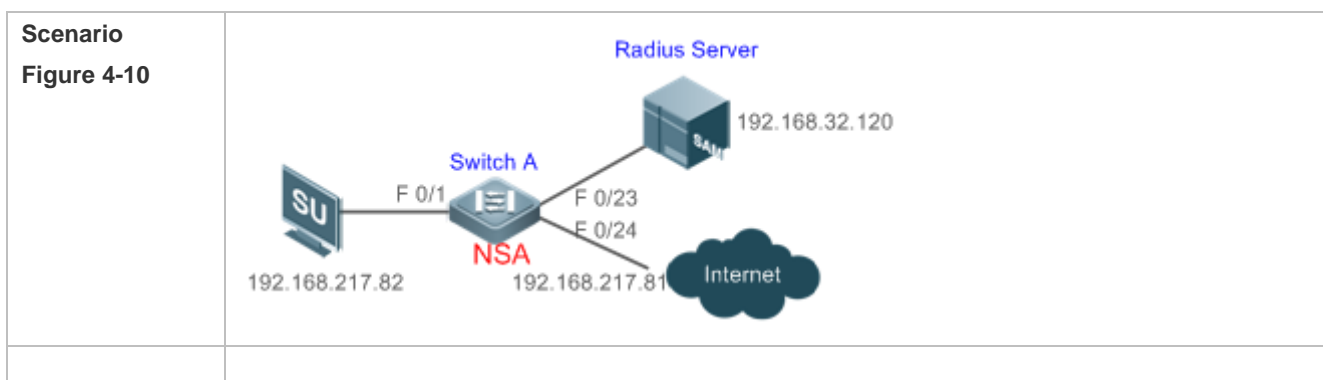 Scenario
Figure 4-10
Radius Server
192.168.32.120
SAM
Switch A
F 0/1
F 0/23
SU
F 0/24
NSA
192.168.217.82
192.168.217.81
Internet